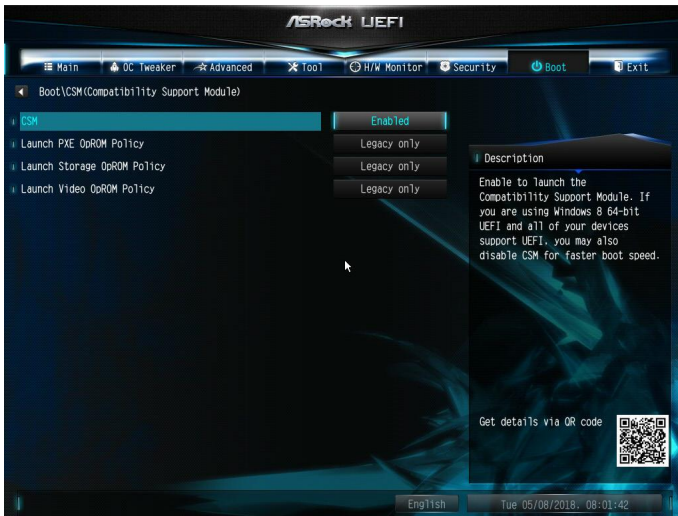 ASRock UEFI
Main OC Tweaker Advanced Tool H/W Monitor Security Boot Exit
Boot\CSM(Compatibility Support Module)
CSM Enabled
Launch PXE OpROM Policy Legacy only
Launch Storage OpROM Policy Legacy only
Launch Video OpROM Policy Legacy only
Description
Enable to launch the
Compatibility Support Module. If
you are using Windows 8 64-bit
UEFI and all of your devices
support UEFI, you may also
disable CSM for faster boot speed.
Get details via QR code
English Tue 05/08/2018, 08:01:42